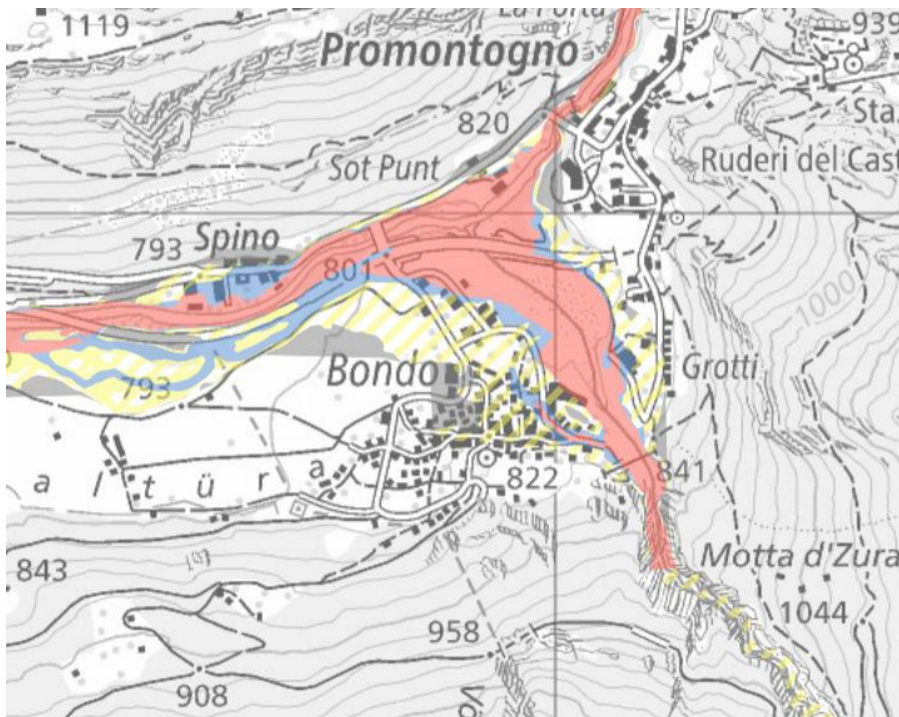 La Porta
1119
939
Promontogno
820
Sta
Sot Punt
Ruderi del Cast
793
Spino
801
1000
Bondo
Grotti
793
822
841
a l t ü r a
843
Motta d'Zura
1044
958
908
Vo